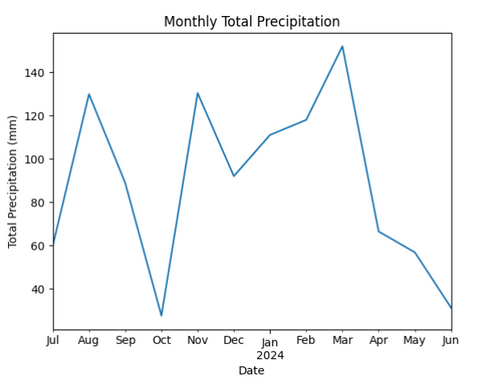 Monthly Total Precipitation
Total Precipitation (mm)
140
120
100
80
60
40
Jul Aug Sep Oct Nov Dec Jan Feb Mar Apr May Jun
2024
Date